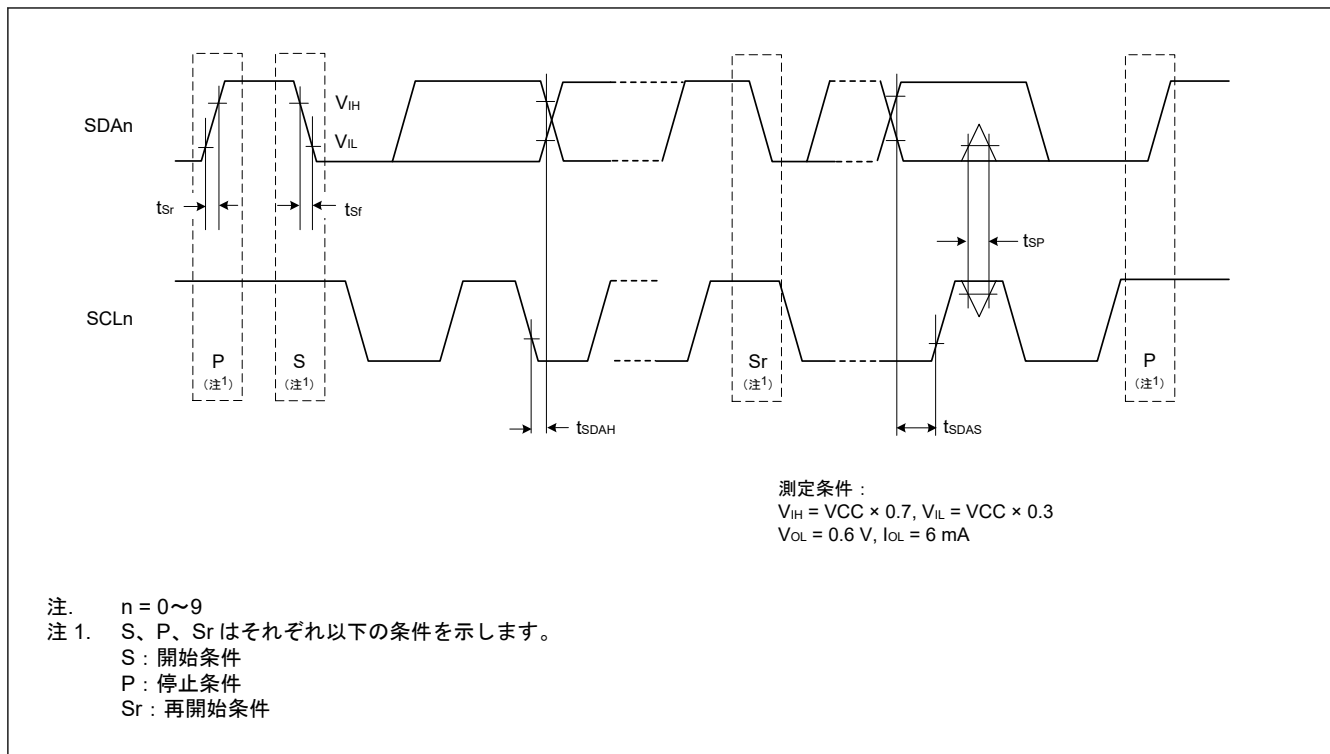 SDAn
VIH
VIL
tSr
tSf
tSP
SCLn
P
（注1）
S
（注1）
Sr
（注1）
P
（注1）
tSDAH
tSDAS
測定条件：
VIH = VCC × 0.7, VIL = VCC × 0.3
VOL = 0.6 V, IOL = 6 mA
注. n = 0～9
注 1. S、P、Sr はそれぞれ以下の条件を示します。
S：開始条件
P：停止条件
Sr：再開始条件